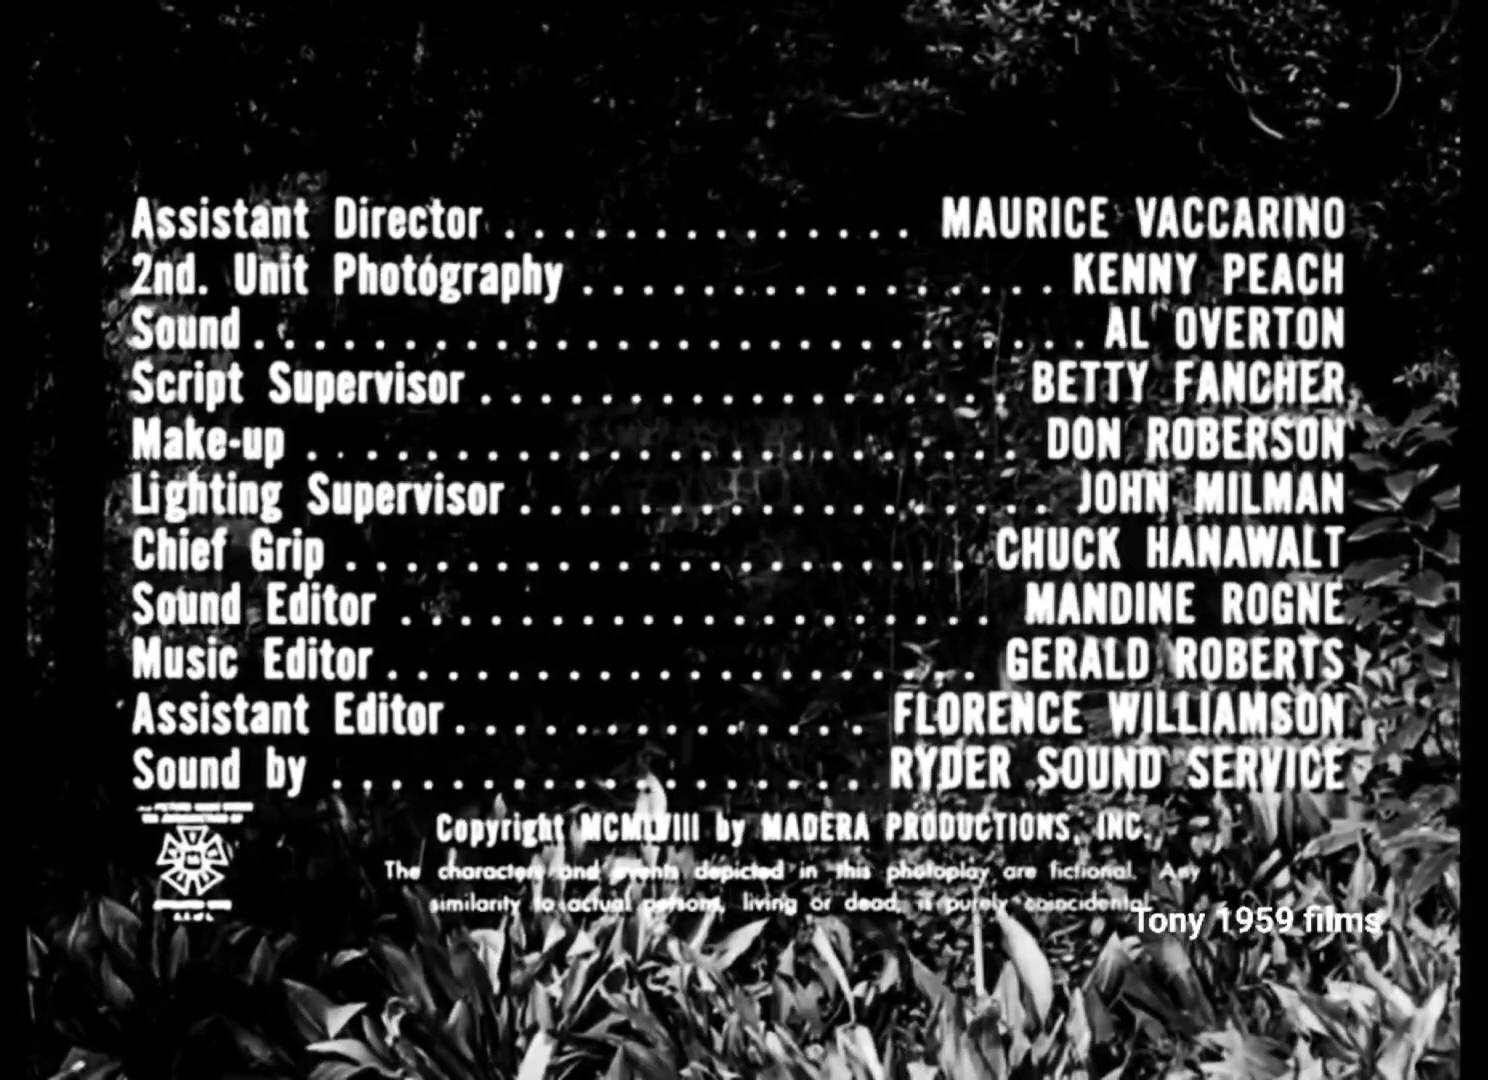 Assistant Director . . . . . . . . . . . . . . MAURICE VACCARINO
2nd. Unit Photography . . . . . . . . . . . . . . . . KENNY PEACH
Sound . . . . . . . . . . . . . . . . . . . . . . . . . . . . AL OVERTON
Script Supervisor . . . . . . . . . . . . . . . . . . BETTY FANCHER
Make-up . . . . . . . . . . . . . . . . . . . . . . . . DON ROBERSON
Lighting Supervisor . . . . . . . . . . . . . . . . . . JOHN MILMAN
Chief Grip . . . . . . . . . . . . . . . . . . . . . CHUCK HANAWALT
Sound Editor . . . . . . . . . . . . . . . . . . . . MANDINE ROGNE
Music Editor . . . . . . . . . . . . . . . . . . . . GERALD ROBERTS
Assistant Editor . . . . . . . . . . . . . . FLORENCE WILLIAMSON
Sound by . . . . . . . . . . . . . . . . . . RYDER SOUND SERVICE
Copyright MCMLVIII by MADERA PRODUCTIONS, INC.
The characters and events depicted in this photoplay are fictional. Any
similarity to actual persons, living or dead, is purely coincidental.
Tony 1959 films